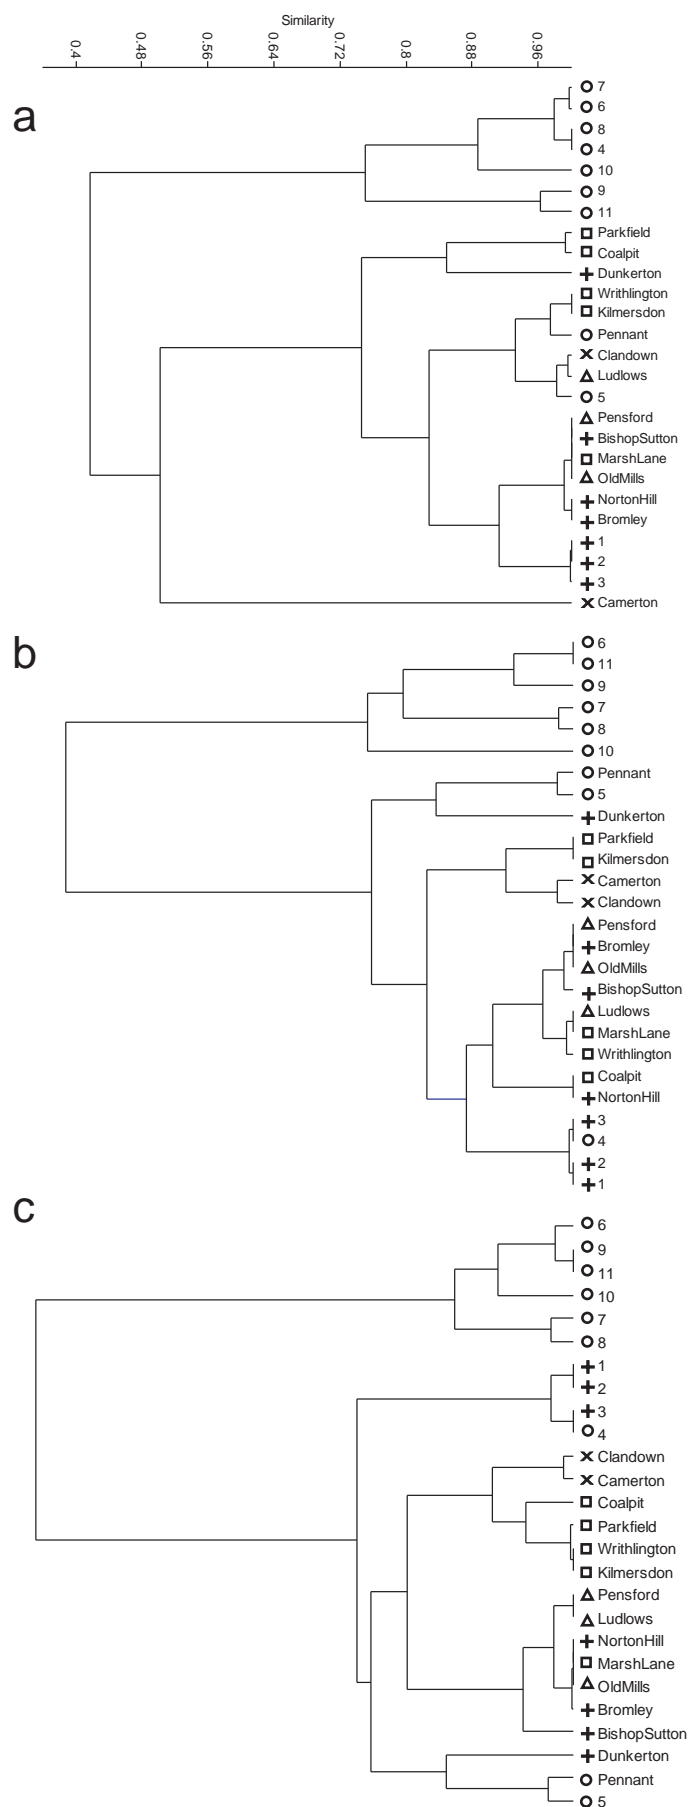 Similarity
0.4 0.48 0.56 0.64 0.72 0.8 0.88 0.96
a
7
6
8
4
10
9
11
Parkfield
Coalpit
Dunkerton
Writhlington
Kilmersdon
Pennant
Clandown
Ludlows
5
Pensford
BishopSutton
MarshLane
OldMills
NortonHill
Bromley
1
2
3
Camerton
b
6
11
9
7
8
10
Pennant
5
Dunkerton
Parkfield
Kilmersdon
Camerton
Clandown
Pensford
Bromley
OldMills
BishopSutton
Ludlows
MarshLane
Writhlington
Coalpit
NortonHill
3
4
2
1
c
6
9
11
10
7
8
1
2
3
4
Clandown
Camerton
Coalpit
Parkfield
Writhlington
Kilmersdon
Pensford
Ludlows
NortonHill
MarshLane
OldMills
Bromley
BishopSutton
Dunkerton
Pennant
5